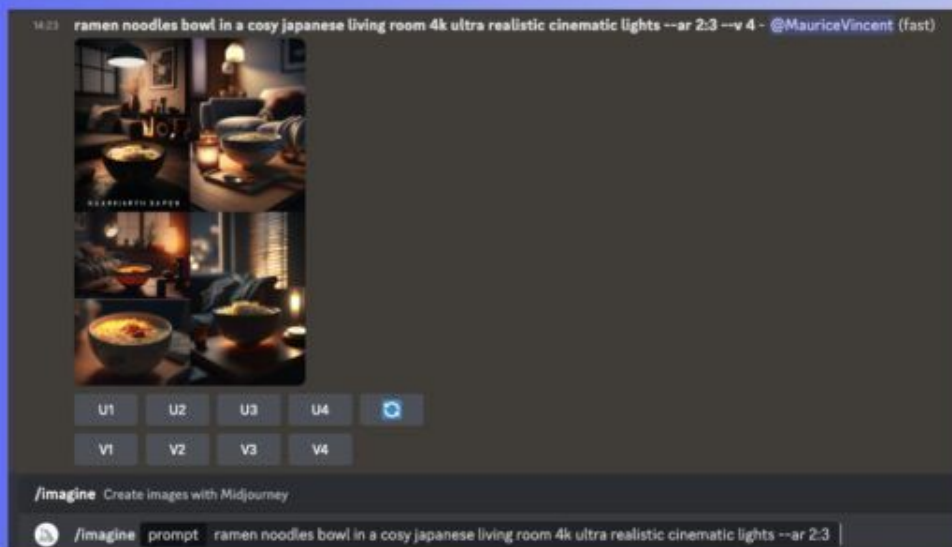 14:23 ramen noodles bowl in a cosy japanese living room 4k ultra realistic cinematic lights --ar 2:3 --v 4 - @MauriceVincent (fast)
U1 U2 U3 U4
V1 V2 V3 V4
/imagine Create images with Midjourney
/imagine prompt ramen noodles bowl in a cosy japanese living room 4k ultra realistic cinematic lights --ar 2:3